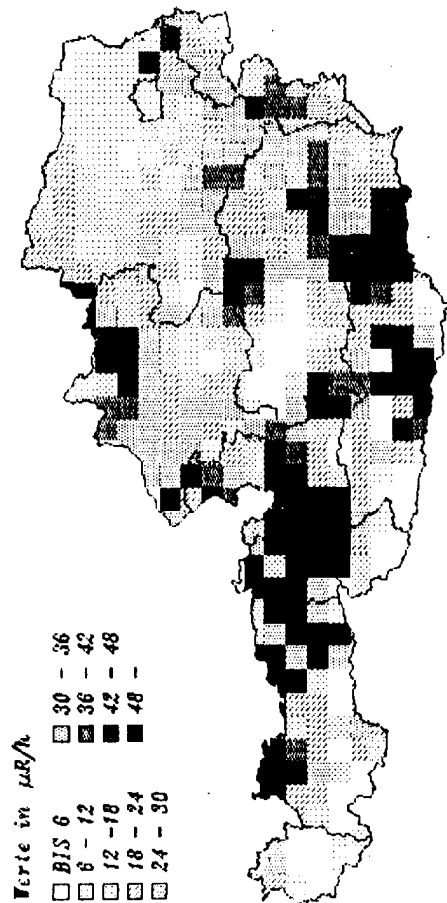 Werte in µR/h
BIS 6
6 - 12
12 - 18
18 - 24
24 - 30
30 - 36
36 - 42
42 - 48
48 -